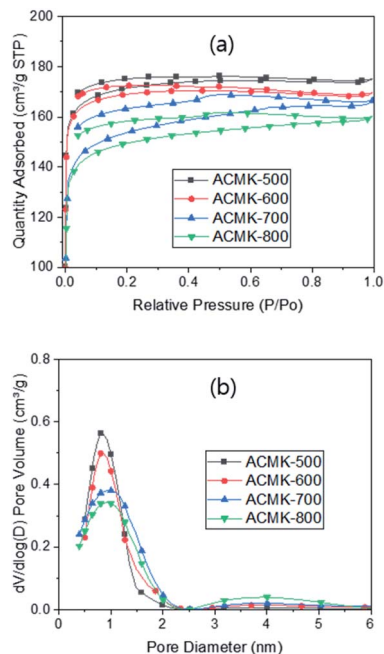 (a)
Quantity Adsorbed (cm³/g STP)
200
180
160
140
120
100
ACMK-500
ACMK-600
ACMK-700
ACMK-800
0.0 0.2 0.4 0.6 0.8 1.0
Relative Pressure (P/Po)
(b)
dV/dlog(D) Pore Volume (cm³/g)
0.8
0.6
0.4
0.2
0.0
ACMK-500
ACMK-600
ACMK-700
ACMK-800
0 1 2 3 4 5 6
Pore Diameter (nm)